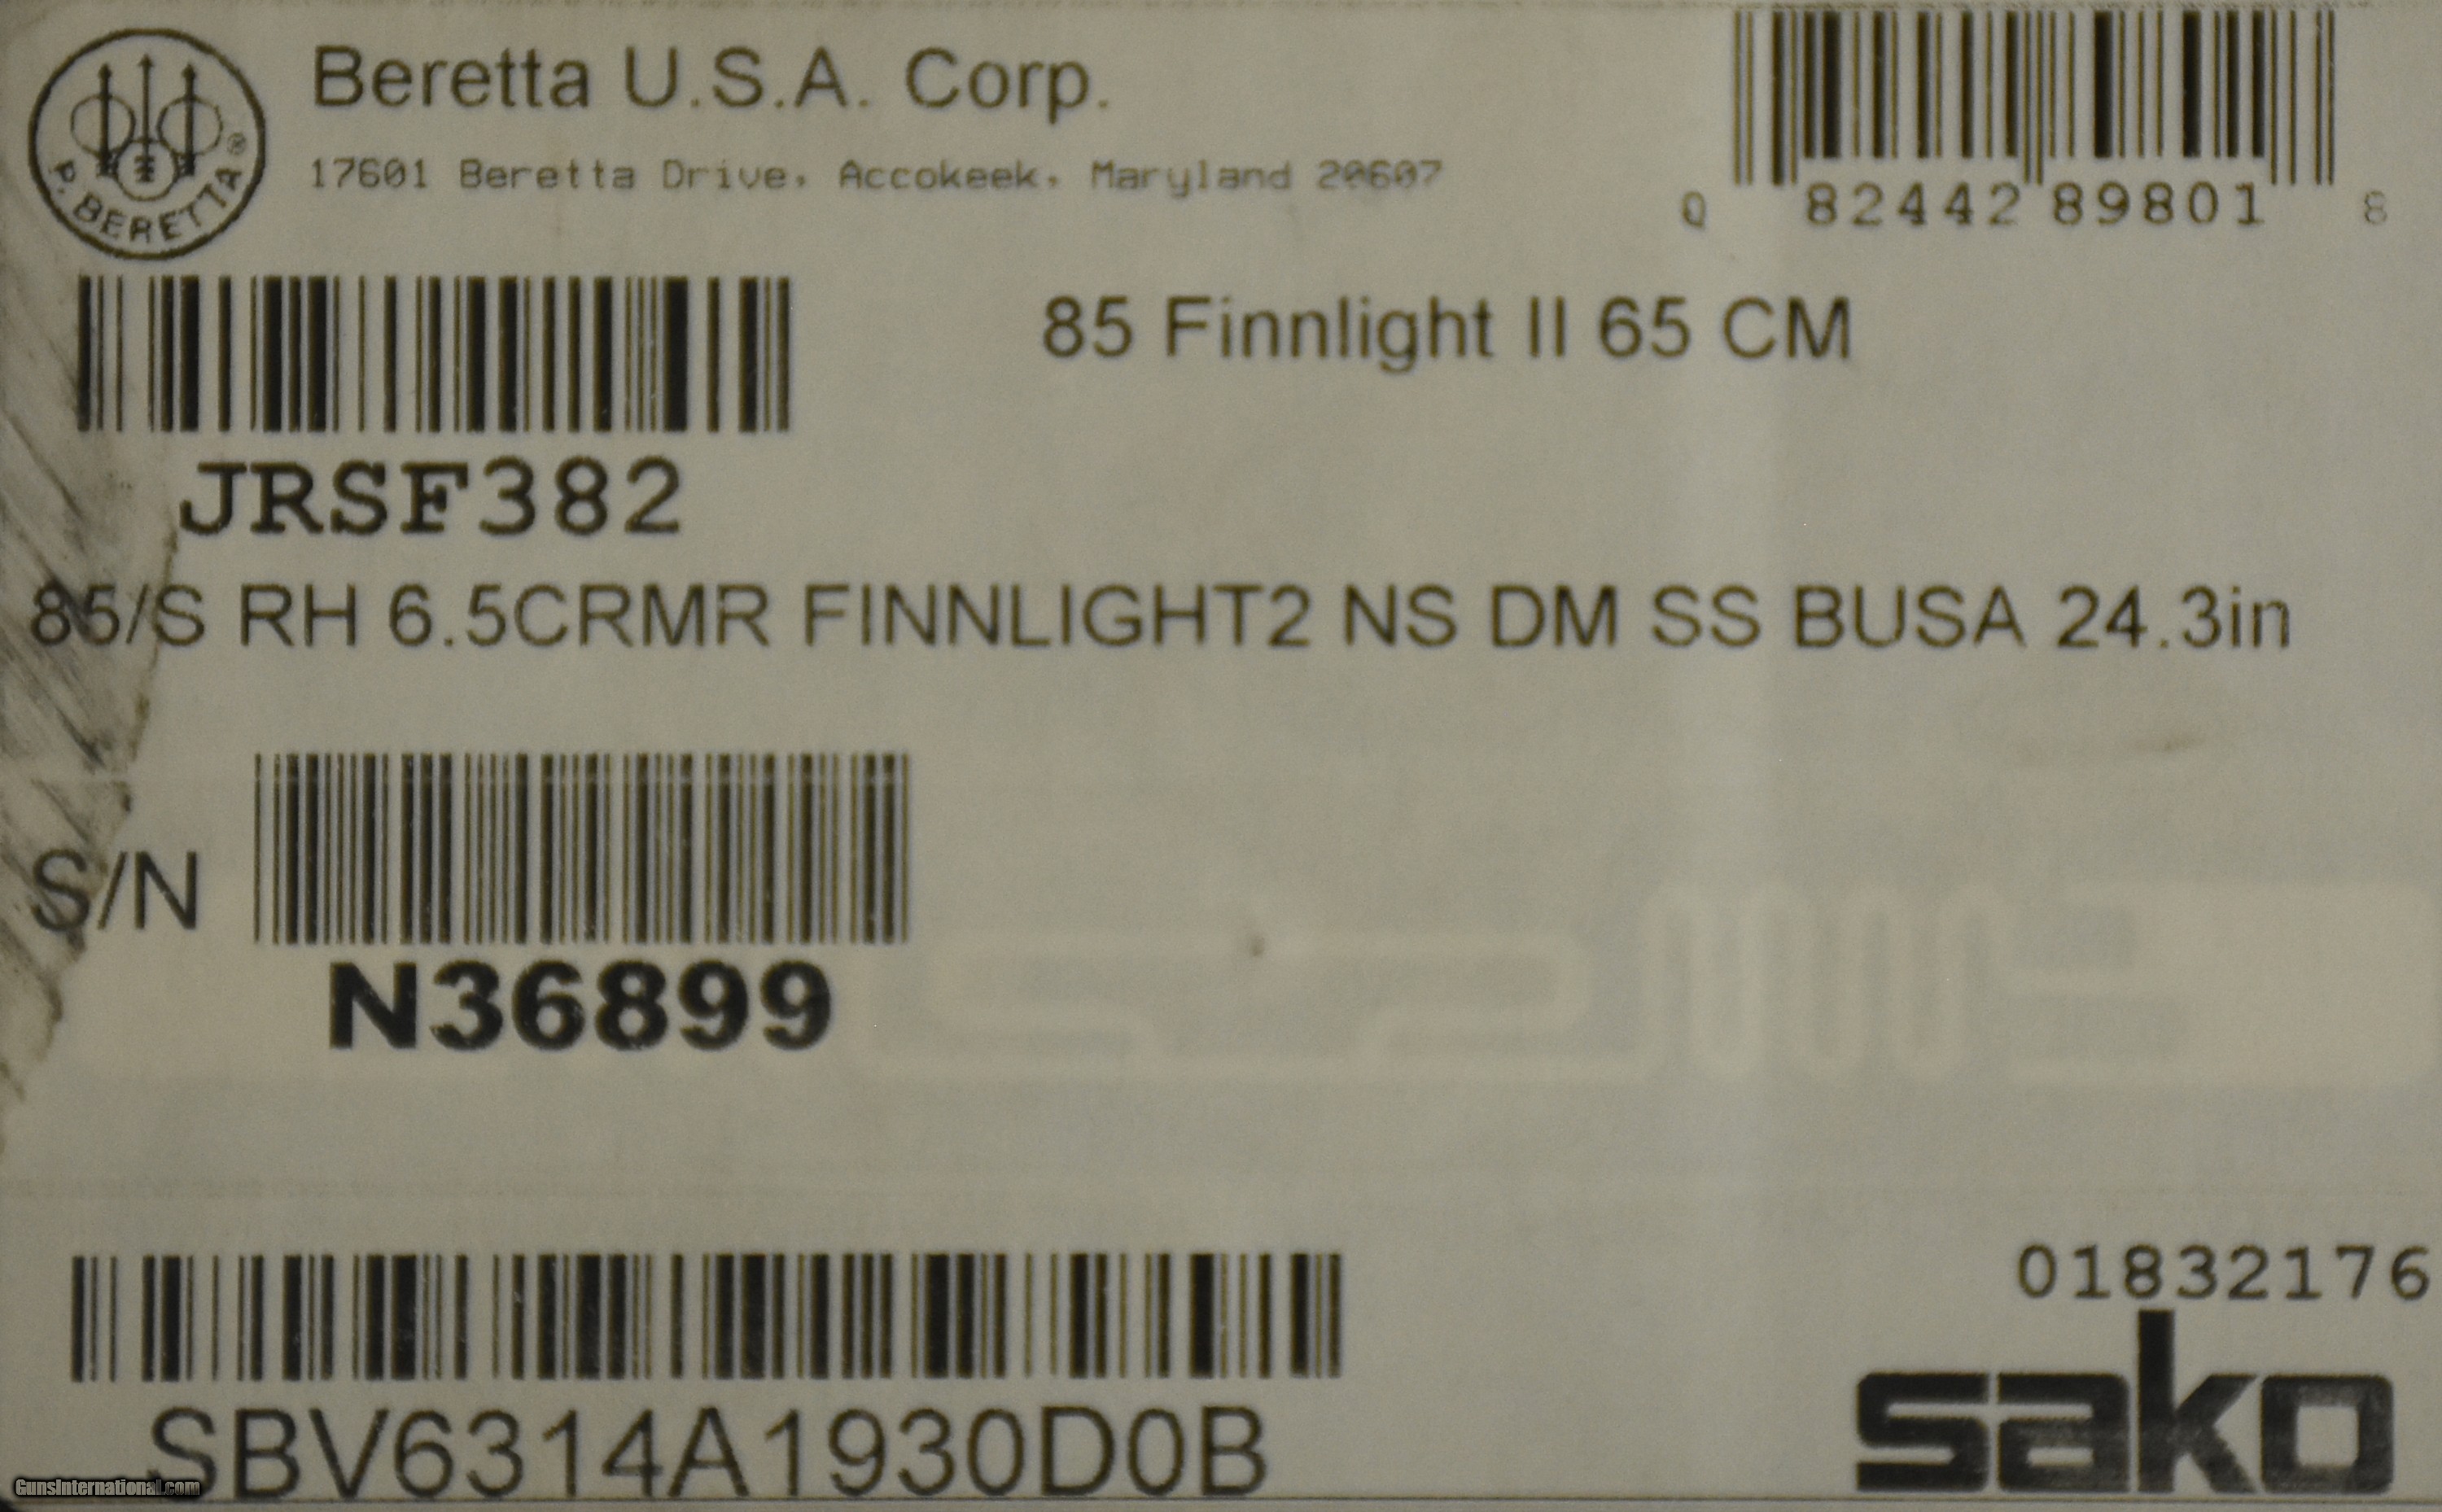 Beretta U.S.A. Corp.
17601 Beretta Drive, Accokeek, Maryland 20607
P. BERETTA ®
0 82442 89801 8
85 Finnlight II 65 CM
JRSF382
85/S RH 6.5CRMR FINNLIGHT2 NS DM SS BUSA 24.3in
S/N
N36899
01832176
sako
SBV6314A1930D0B
GunsInternational.com